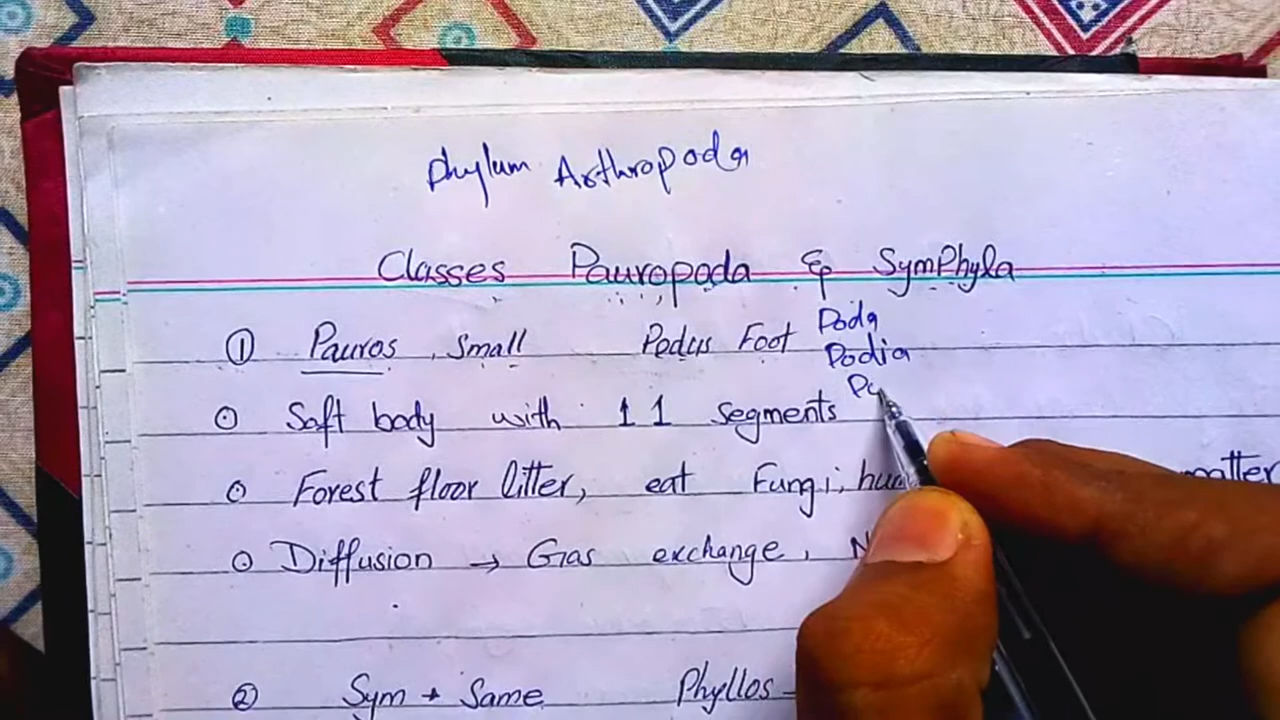 Phylum Arthropoda
Classes Pauropoda & SymPhyla
① Pauros, Small Podus Foot Poda
Podia
⊙ Soft body with 11 segments
⊙ Forest floor litter, eat Fungi, matter
⊙ Diffusion → Gas exchange,
② Sym + Same Phyllos -